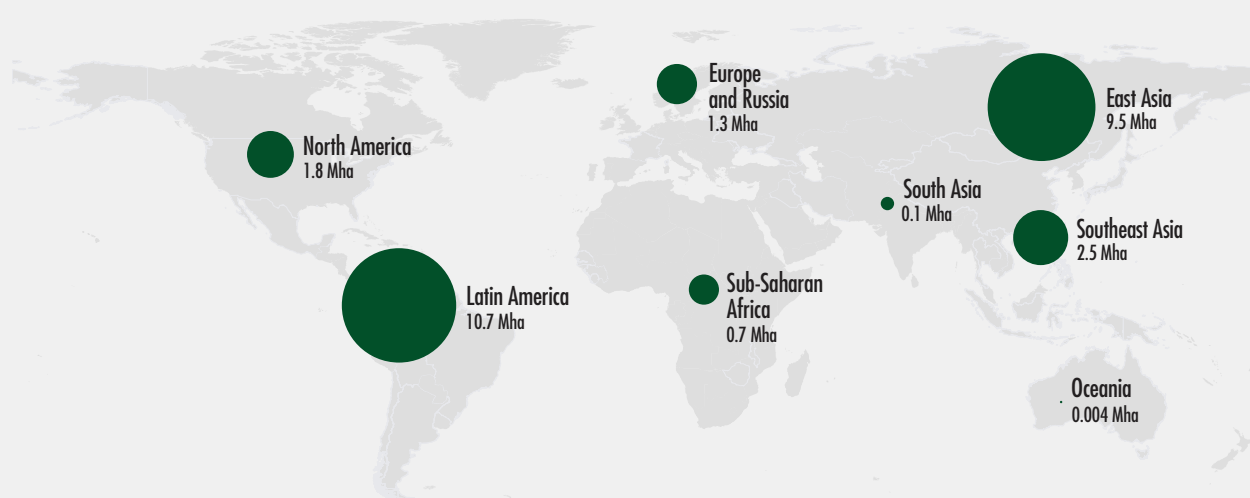 Europe
and Russia
1.3 Mha
East Asia
9.5 Mha
North America
1.8 Mha
South Asia
0.1 Mha
Southeast Asia
2.5 Mha
Latin America
10.7 Mha
Sub-Saharan
Africa
0.7 Mha
Oceania
0.004 Mha